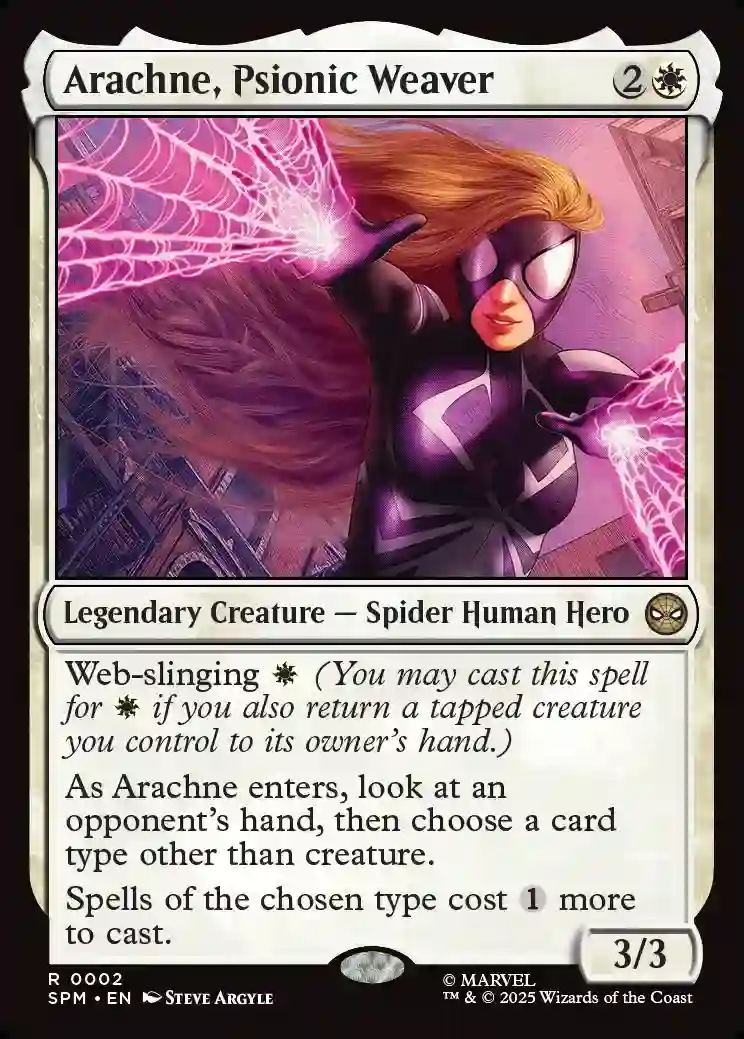 Arachne, Psionic Weaver 2
Legendary Creature — Spider Human Hero
Web-slinging (You may cast this spell
for if you also return a tapped creature
you control to its owner's hand.)
As Arachne enters, look at an
opponent's hand, then choose a card
type other than creature.
Spells of the chosen type cost 1 more
to cast.
3/3
R 0002
SPM • EN Steve Argyle
© MARVEL
™ & © 2025 Wizards of the Coast